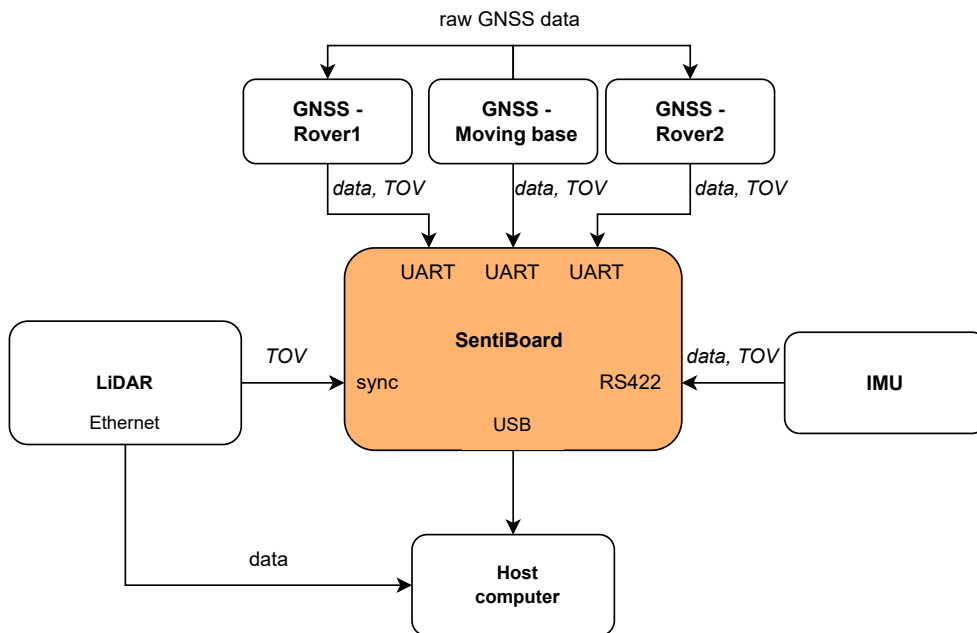 raw GNSS data
GNSS -
Rover1
GNSS -
Moving base
GNSS -
Rover2
data, TOV
data, TOV
data, TOV
UART
UART
UART
SentiBoard
LiDAR
Ethernet
TOV
sync
data, TOV
RS422
IMU
USB
data
Host
computer